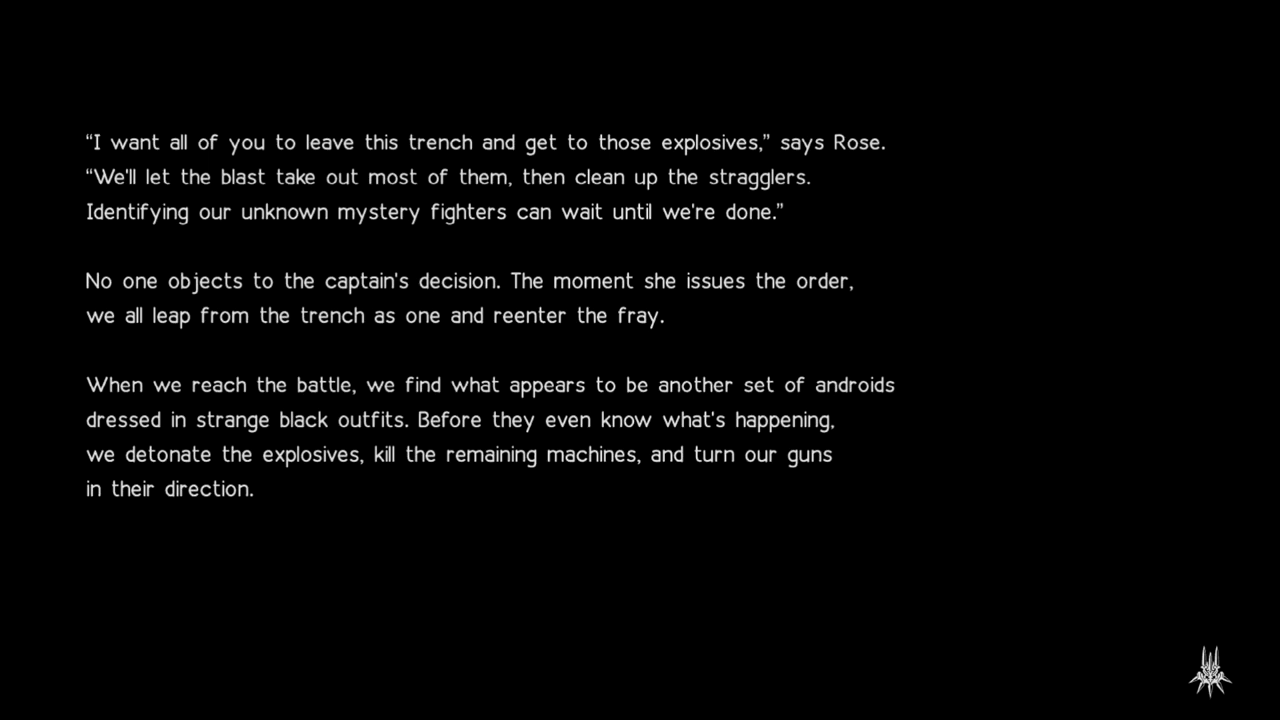 “I want all of you to leave this trench and get to those explosives,” says Rose.
“We'll let the blast take out most of them, then clean up the stragglers.
Identifying our unknown mystery fighters can wait until we're done.”
No one objects to the captain's decision. The moment she issues the order,
we all leap from the trench as one and reenter the fray.
When we reach the battle, we find what appears to be another set of androids
dressed in strange black outfits. Before they even know what's happening,
we detonate the explosives, kill the remaining machines, and turn our guns
in their direction.